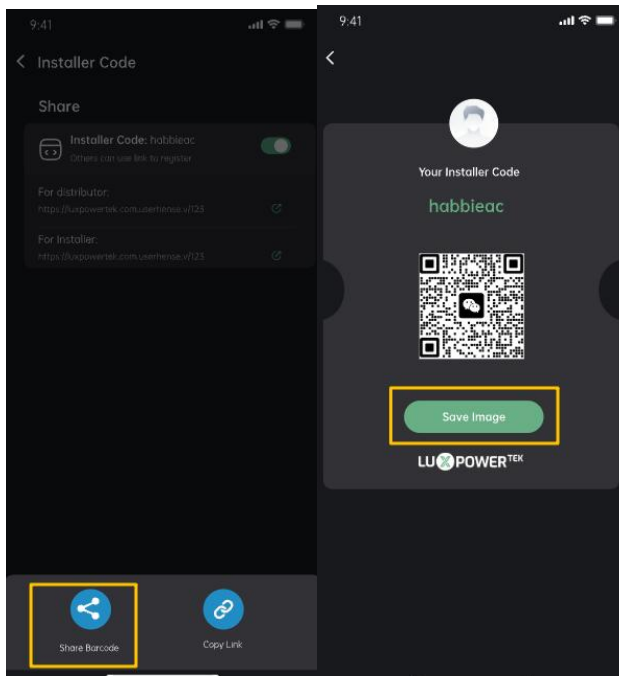 9:41
Installer Code
Share
Installer Code: habbieac
Others can use link to register
For distributor:
https://luxpowertek.com.userhense.v/123
For Installer:
https://luxpowertek.com.userhense.v/123
Share Barcode
Copy Link
9:41
Your Installer Code
habbieac
Save Image
LUXPOWERTEK